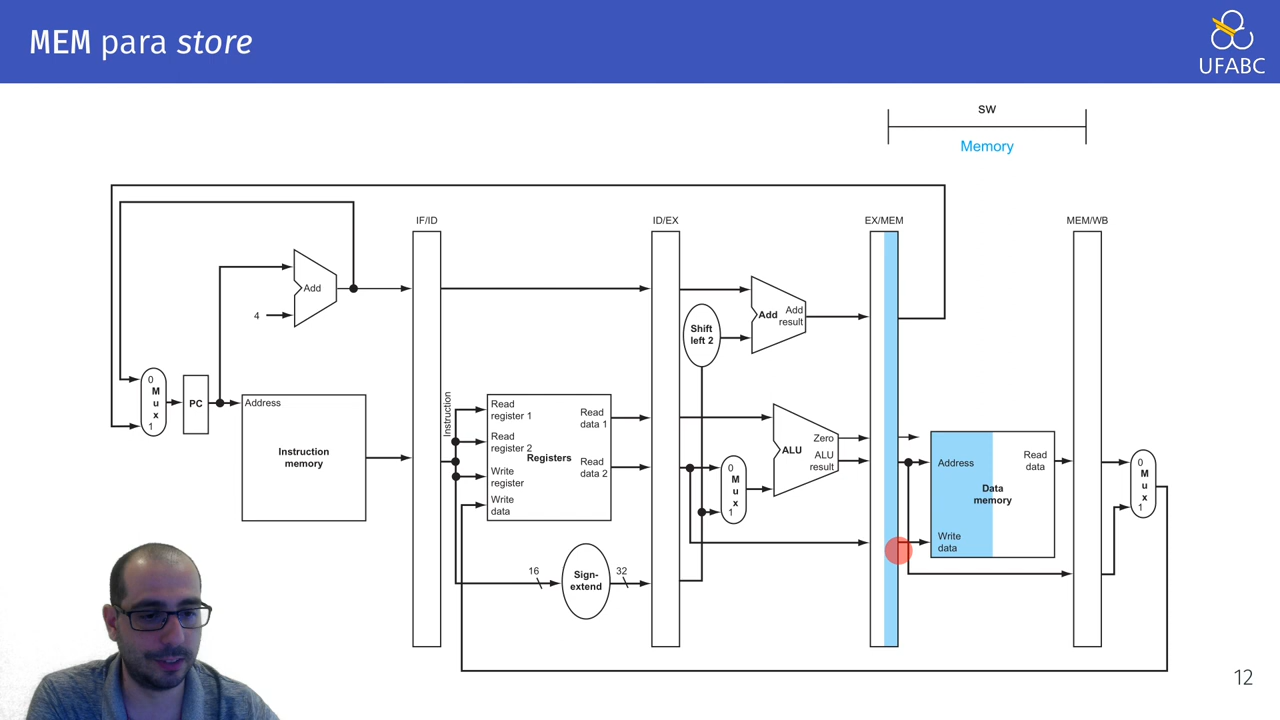 MEM para store
UFABC
sw
Memory
IF/ID
ID/EX
EX/MEM
MEM/WB
Add
4
Add
Add
result
Shift
left 2
0
M
u
x
1
PC
Address
Instruction
memory
Instruction
Read
register 1
Read
register 2
Write
register
Write
data
Registers
Read
data 1
Read
data 2
0
M
u
x
1
ALU
Zero
ALU
result
Address
Write
data
Data
memory
Read
data
0
M
u
x
1
16
Sign-
extend
32
12